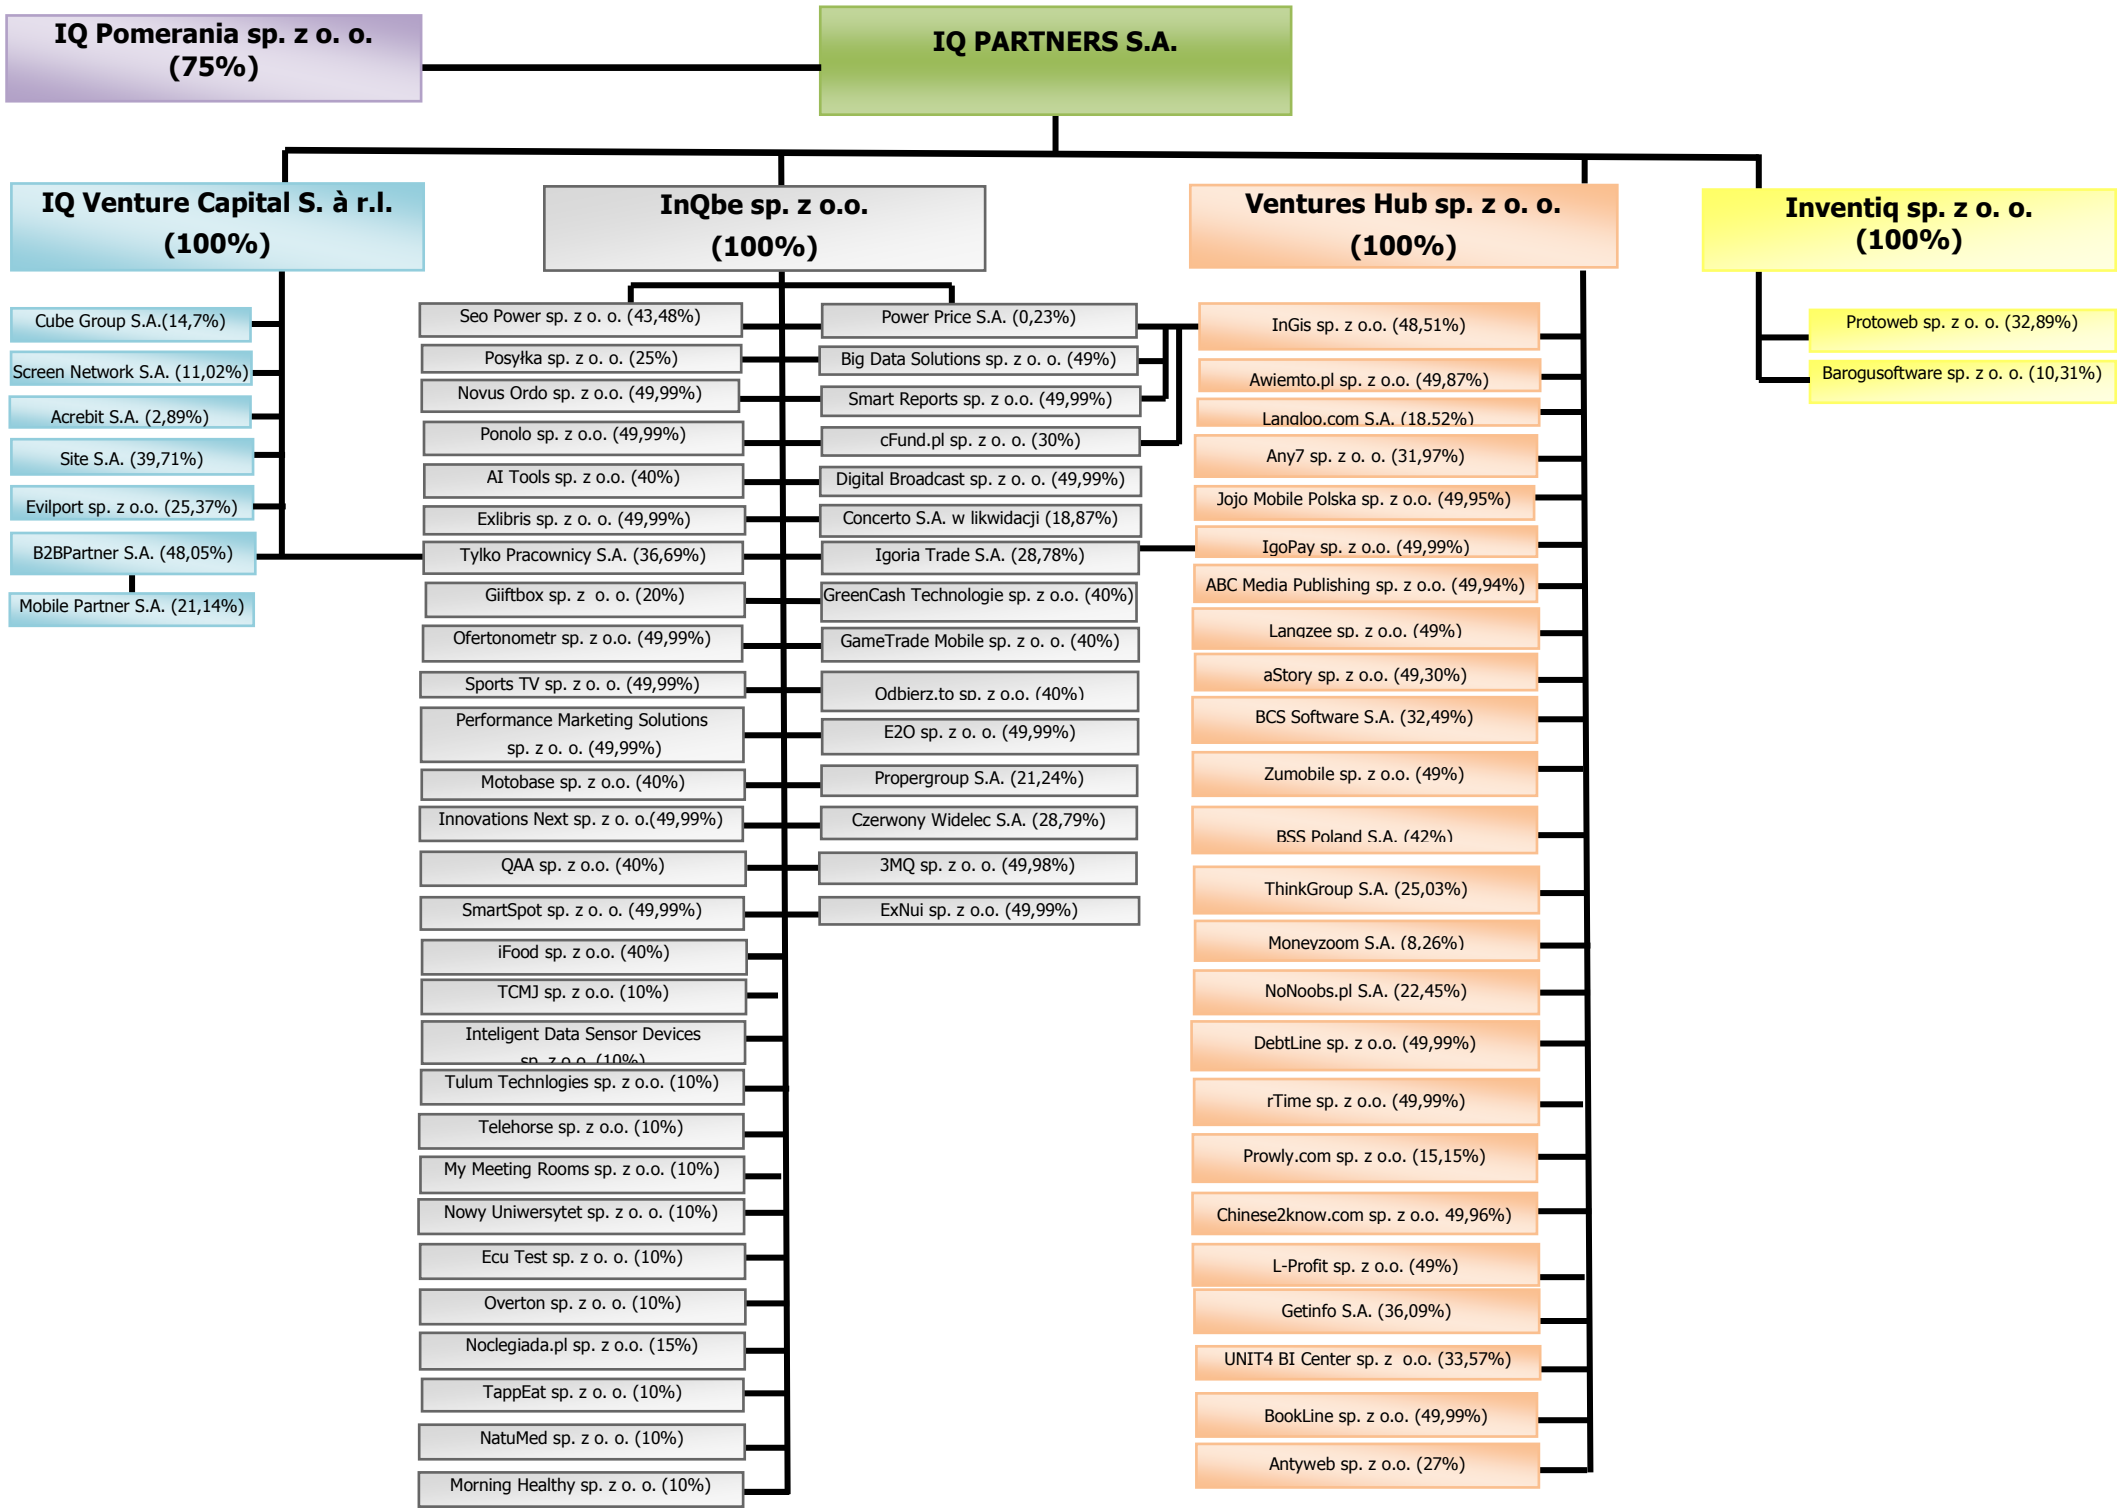 IQ Pomerania sp. z o. o.
(75%)
IQ PARTNERS S.A.
IQ Venture Capital S. à r.l.
(100%)
InQbe sp. z o.o.
(100%)
Ventures Hub sp. z o. o.
(100%)
Inventiq sp. z o. o.
(100%)
Cube Group S.A.(14,7%)
Screen Network S.A. (11,02%)
Acrebit S.A. (2,89%)
Site S.A. (39,71%)
Evilport sp. z o.o. (25,37%)
B2BPartner S.A. (48,05%)
Mobile Partner S.A. (21,14%)
Seo Power sp. z o. o. (43,48%)
Posyłka sp. z o. o. (25%)
Novus Ordo sp. z o.o. (49,99%)
Ponolo sp. z o.o. (49,99%)
AI Tools sp. z o.o. (40%)
Exlibris sp. z o. o. (49,99%)
Tylko Pracownicy S.A. (36,69%)
Giiftbox sp. z o. o. (20%)
Ofertonometr sp. z o.o. (49,99%)
Sports TV sp. z o. o. (49,99%)
Performance Marketing Solutions
sp. z o. o. (49,99%)
Motobase sp. z o.o. (40%)
Innovations Next sp. z o. o.(49,99%)
QAA sp. z o.o. (40%)
SmartSpot sp. z o. o. (49,99%)
iFood sp. z o.o. (40%)
TCMJ sp. z o.o. (10%)
Inteligent Data Sensor Devices
sp. z o.o. (10%)
Tulum Technlogies sp. z o.o. (10%)
Telehorse sp. z o.o. (10%)
My Meeting Rooms sp. z o.o. (10%)
Nowy Uniwersytet sp. z o. o. (10%)
Ecu Test sp. z o. o. (10%)
Overton sp. z o. o. (10%)
Noclegiada.pl sp. z o.o. (15%)
TappEat sp. z o. o. (10%)
NatuMed sp. z o. o. (10%)
Morning Healthy sp. z o. o. (10%)
Power Price S.A. (0,23%)
Big Data Solutions sp. z o. o. (49%)
Smart Reports sp. z o.o. (49,99%)
cFund.pl sp. z o. o. (30%)
Digital Broadcast sp. z o. o. (49,99%)
Concerto S.A. w likwidacji (18,87%)
Igoria Trade S.A. (28,78%)
GreenCash Technologie sp. z o.o. (40%)
GameTrade Mobile sp. z o. o. (40%)
Odbierz.to sp. z o.o. (40%)
E2O sp. z o. o. (49,99%)
Propergroup S.A. (21,24%)
Czerwony Widelec S.A. (28,79%)
3MQ sp. z o. o. (49,98%)
ExNui sp. z o.o. (49,99%)
InGis sp. z o.o. (48,51%)
Awiemto.pl sp. z o.o. (49,87%)
Langloo.com S.A. (18,52%)
Any7 sp. z o. o. (31,97%)
Jojo Mobile Polska sp. z o.o. (49,95%)
IgoPay sp. z o.o. (49,99%)
ABC Media Publishing sp. z o.o. (49,94%)
Langzee sp. z o.o. (49%)
aStory sp. z o.o. (49,30%)
BCS Software S.A. (32,49%)
Zumobile sp. z o.o. (49%)
BSS Poland S.A. (42%)
ThinkGroup S.A. (25,03%)
Moneyzoom S.A. (8,26%)
NoNoobs.pl S.A. (22,45%)
DebtLine sp. z o.o. (49,99%)
rTime sp. z o.o. (49,99%)
Prowly.com sp. z o.o. (15,15%)
Chinese2know.com sp. z o.o. 49,96%)
L-Profit sp. z o.o. (49%)
Getinfo S.A. (36,09%)
UNIT4 BI Center sp. z o.o. (33,57%)
BookLine sp. z o.o. (49,99%)
Antyweb sp. z o.o. (27%)
Protoweb sp. z o. o. (32,89%)
Barogusoftware sp. z o. o. (10,31%)